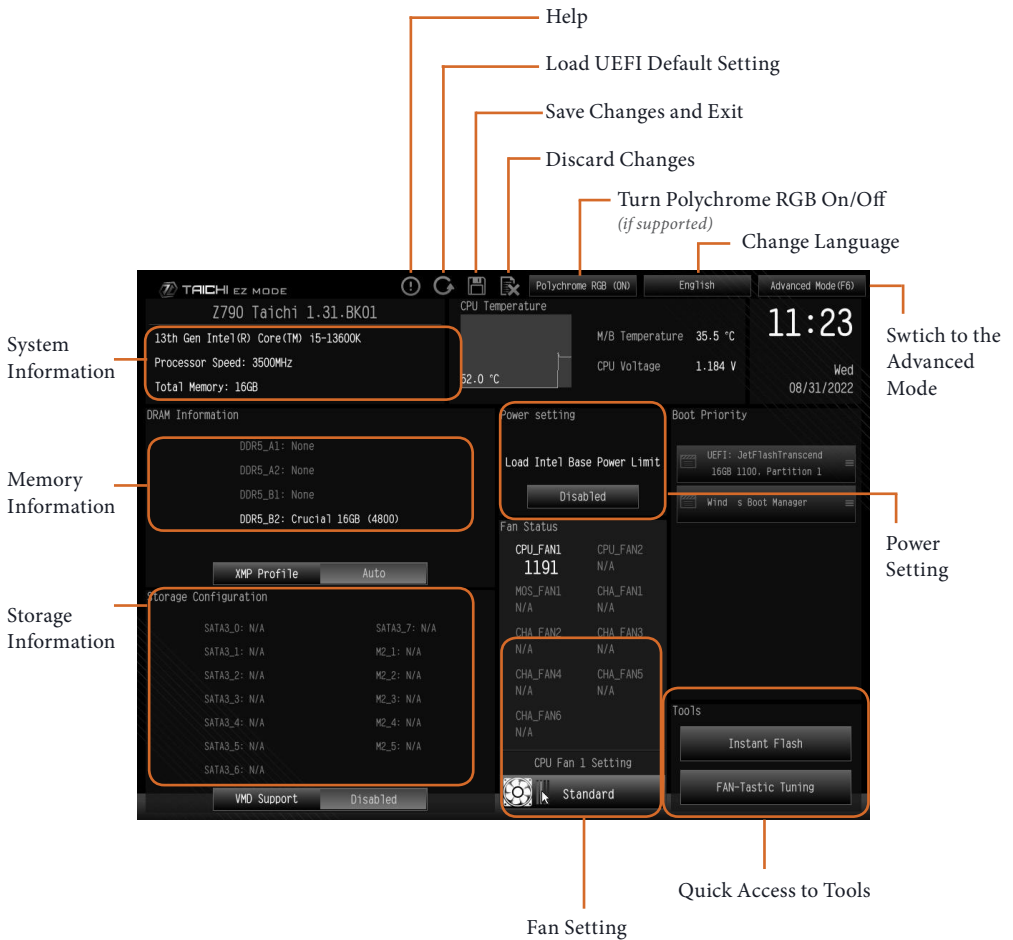 Help
Load UEFI Default Setting
Save Changes and Exit
Discard Changes
Turn Polychrome RGB On/Off
(if supported)
Change Language
TAICHI EZ MODE
Polychrome RGB (ON)
English
Advanced Mode(F6)
Z790 Taichi 1.31.BK01
13th Gen Intel(R) Core(TM) i5-13600K
Processor Speed: 3500MHz
Total Memory: 16GB
CPU Temperature
52.0 °C
M/B Temperature 35.5 °C
CPU Voltage 1.184 V
11:23
Wed
08/31/2022
System
Information
Swtich to the
Advanced
Mode
DRAM Information
DDR5_A1: None
DDR5_A2: None
DDR5_B1: None
DDR5_B2: Crucial 16GB (4800)
XMP Profile Auto
Memory
Information
Power setting
Load Intel Base Power Limit
Disabled
Boot Priority
UEFI: JetFlashTranscend
16GB 1100. Partition 1
Wind s Boot Manager
Power
Setting
Fan Status
CPU_FAN1 CPU_FAN2
1191 N/A
MOS_FAN1 CHA_FAN1
N/A N/A
CHA_FAN2 CHA_FAN3
N/A N/A
CHA_FAN4 CHA_FAN5
N/A N/A
CHA_FAN6
N/A
CPU Fan 1 Setting
Standard
Storage
Information
Storage Configuration
SATA3_0: N/A SATA3_7: N/A
SATA3_1: N/A M2_1: N/A
SATA3_2: N/A M2_2: N/A
SATA3_3: N/A M2_3: N/A
SATA3_4: N/A M2_4: N/A
SATA3_5: N/A M2_5: N/A
SATA3_6: N/A
VMD Support Disabled
Tools
Instant Flash
FAN-Tastic Tuning
Quick Access to Tools
Fan Setting